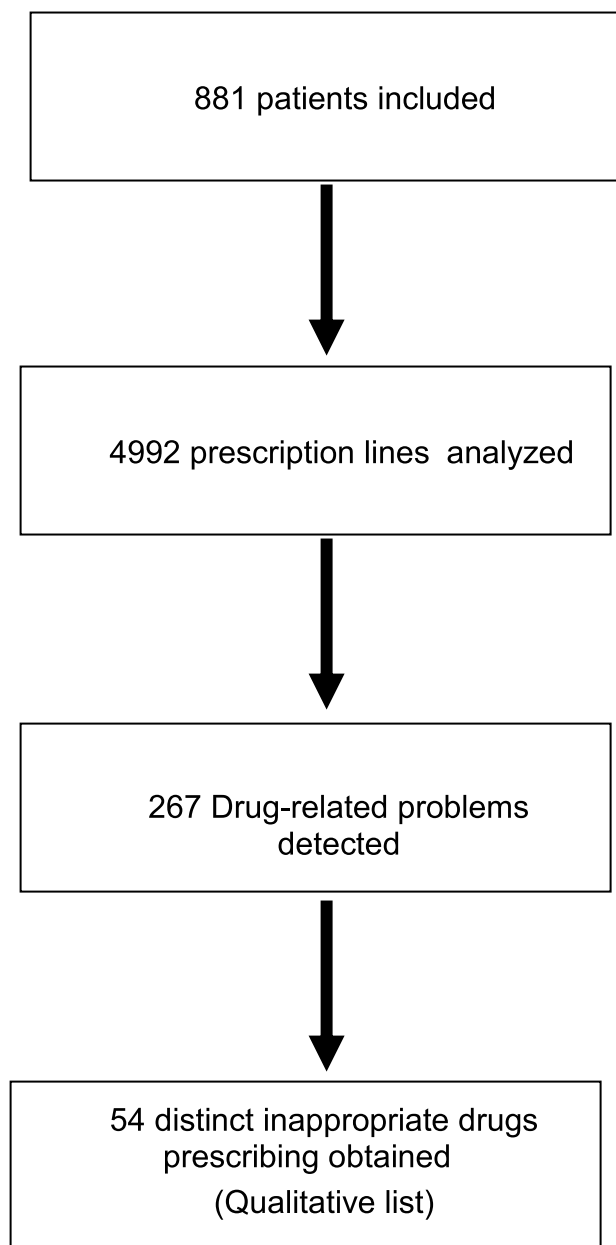 881 patients included
4992 prescription lines  analyzed
267 Drug-related problems
detected
54 distinct inappropriate drugs
prescribing obtained
(Qualitative list)